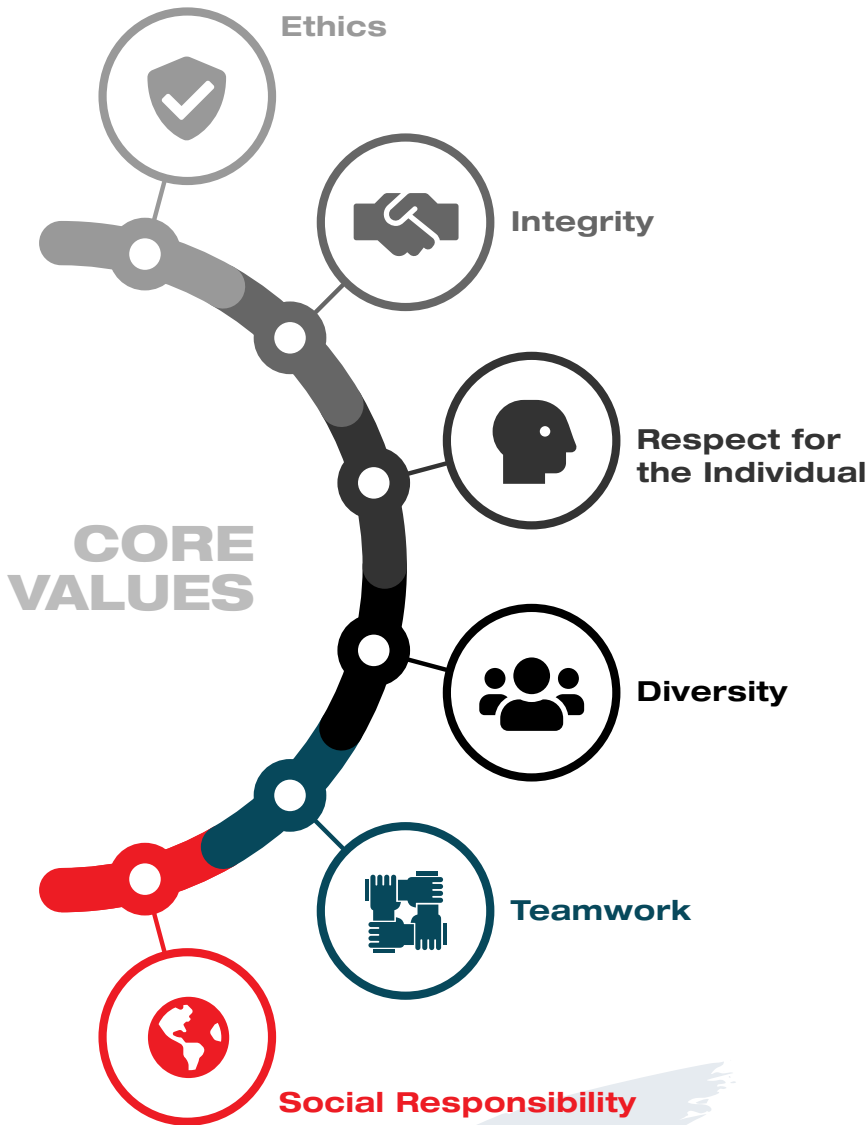 Ethics
Integrity
Respect for
the Individual
CORE
VALUES
Diversity
Teamwork
Social Responsibility